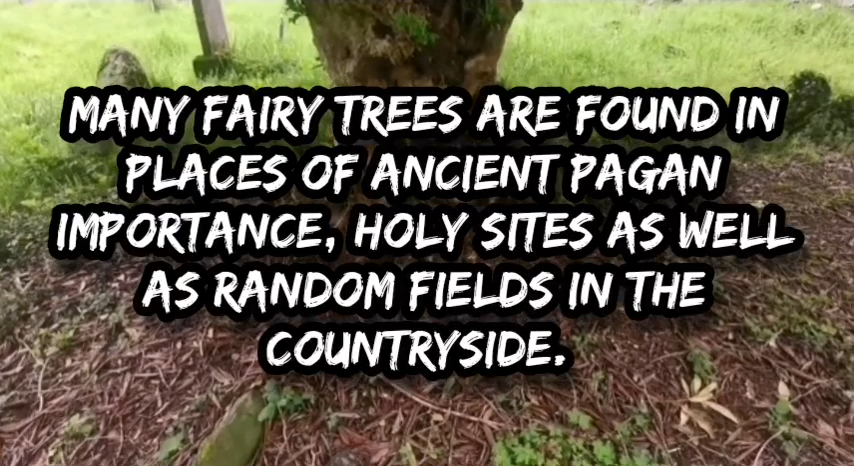 MANY FAIRY TREES ARE FOUND IN
PLACES OF ANCIENT PAGAN
IMPORTANCE, HOLY SITES AS WELL
AS RANDOM FIELDS IN THE
COUNTRYSIDE.